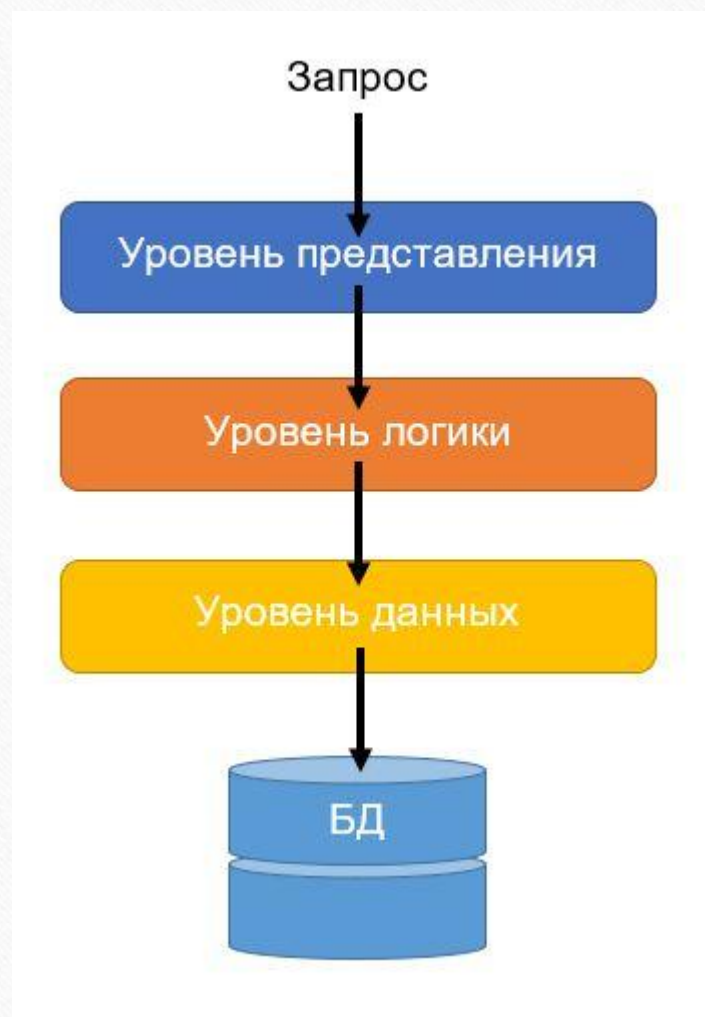 Запрос
Уровень представления
Уровень логики
Уровень данных
БД